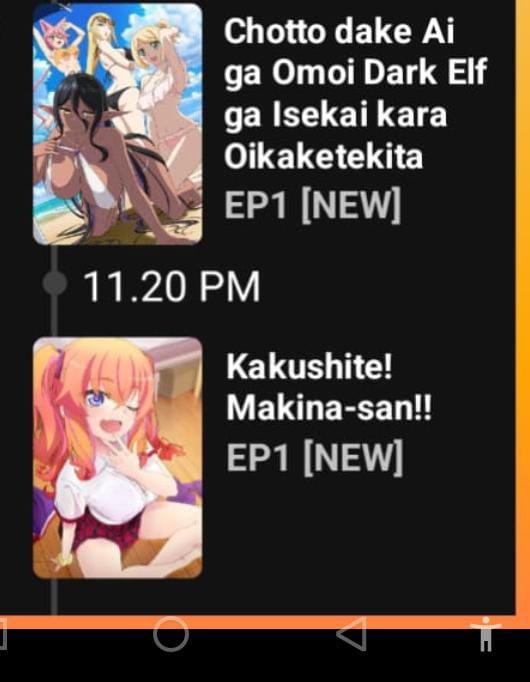 Chotto dake Ai
ga Omoi Dark Elf
ga Isekai kara
Oikaketekita
EP1 [NEW]
11.20 PM
Kakushite!
Makina-san!!
EP1 [NEW]